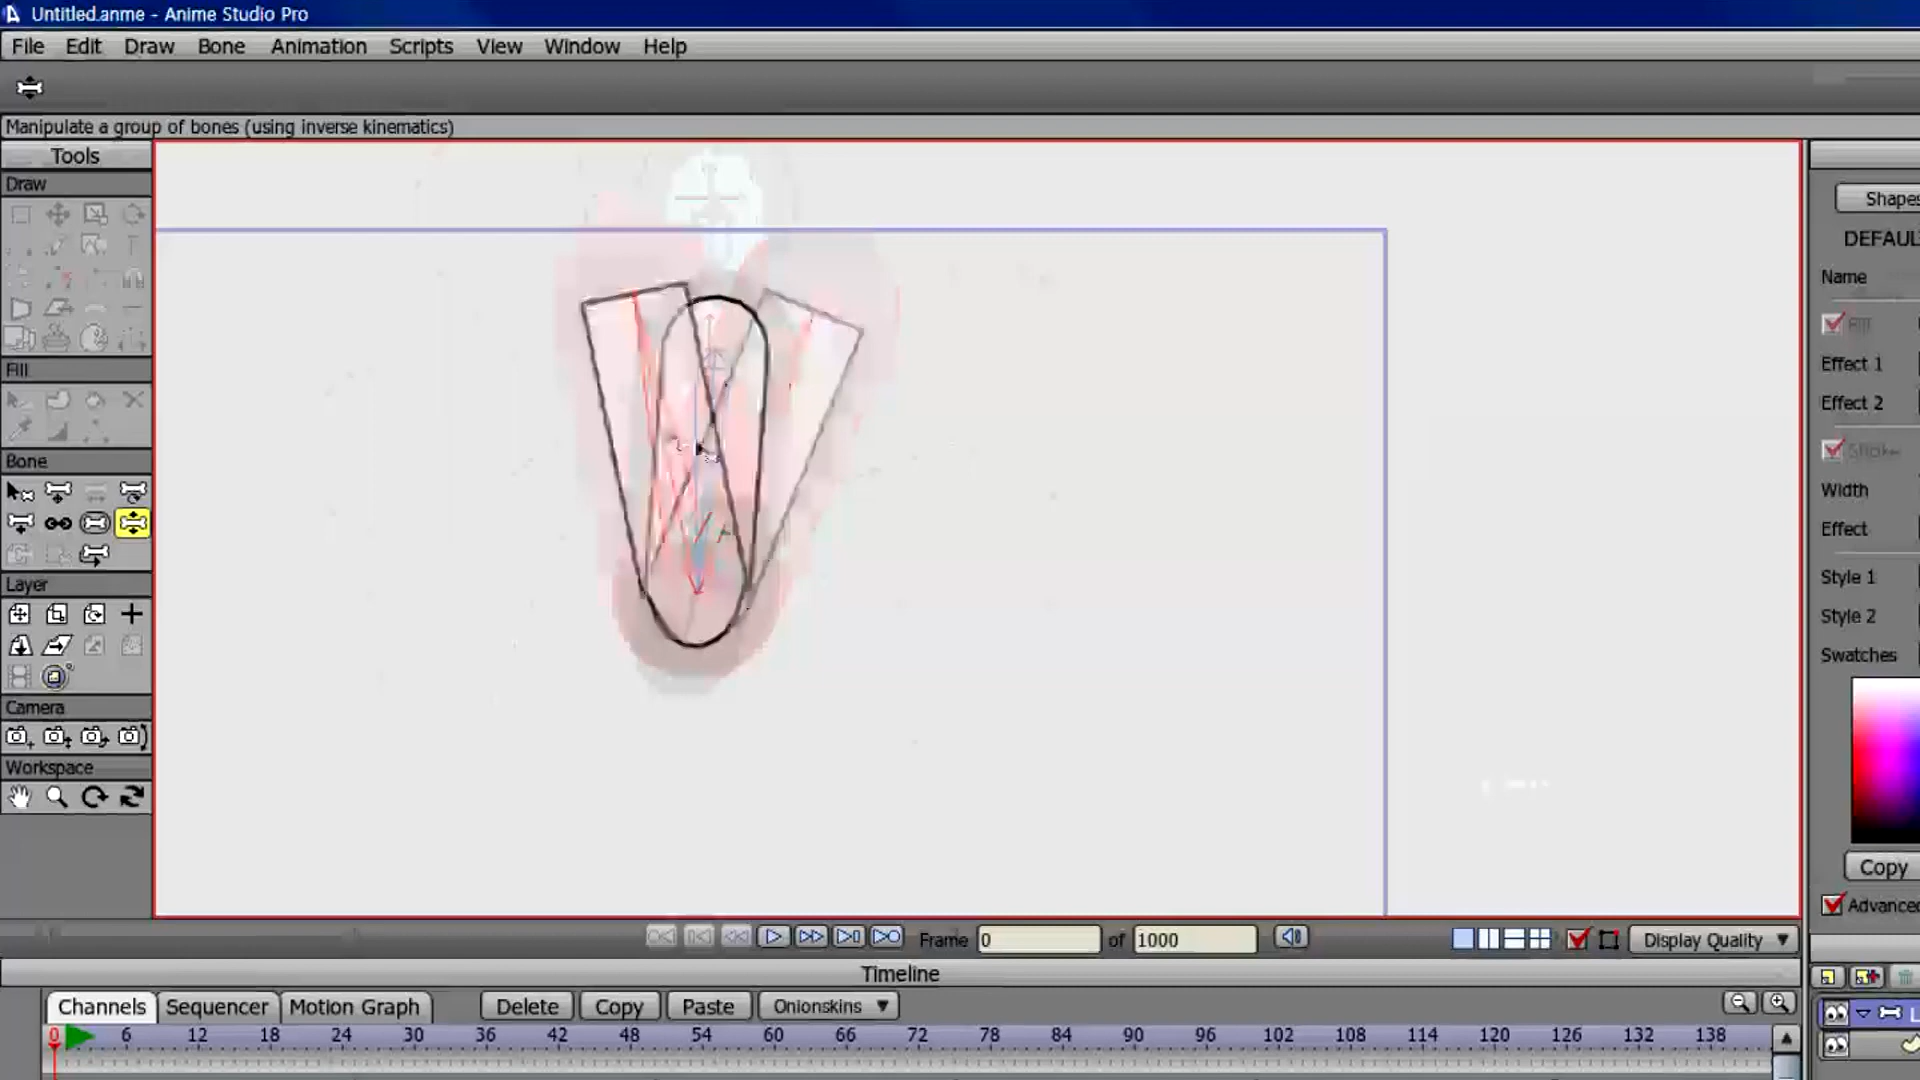 Untitled.anme - Anime Studio Pro
File Edit Draw Bone Animation Scripts View Window Help
Manipulate a group of bones (using inverse kinematics)
Tools
Draw
Fill
Bone
Layer
Camera
Workspace
Shapes
DEFAUL
Name
Fill
Effect 1
Effect 2
Stroke
Width
Effect
Style 1
Style 2
Swatches
Copy
Advanced
Frame 0 of 1000
Display Quality
Timeline
Channels Sequencer Motion Graph Delete Copy Paste Onionskins
0 6 12 18 24 30 36 42 48 54 60 66 72 78 84 90 96 102 108 114 120 126 132 138
L